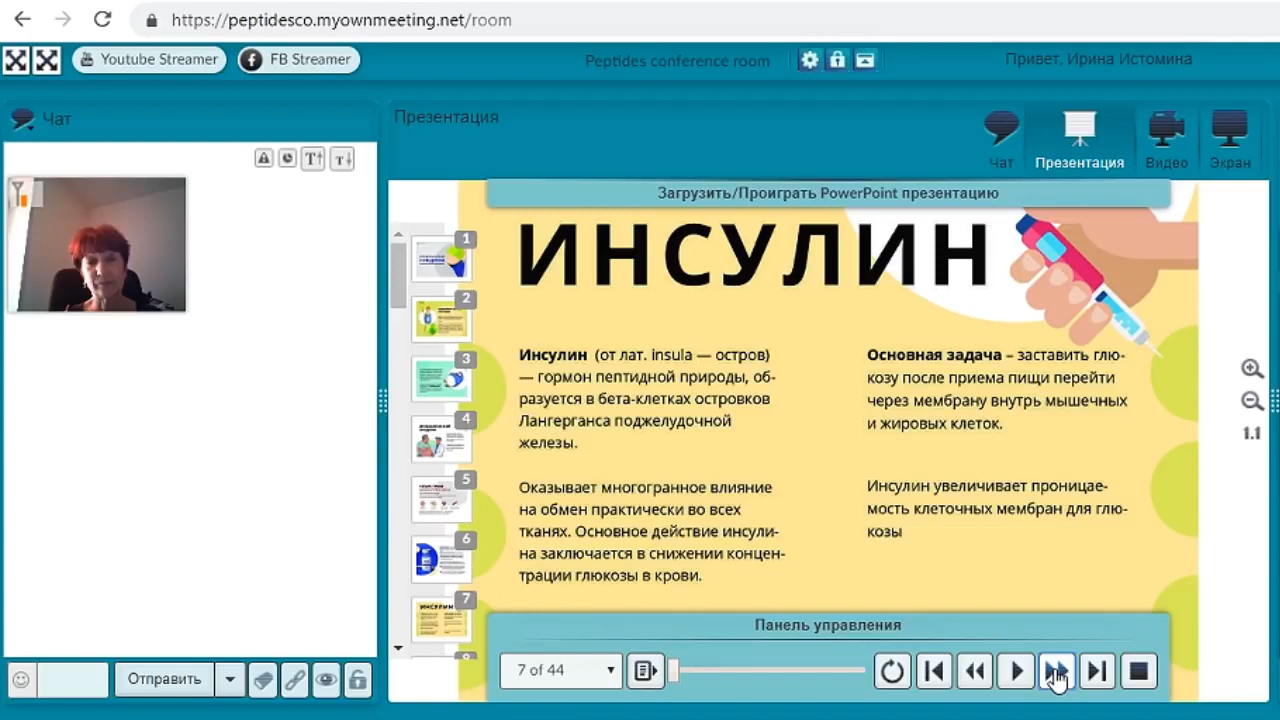 https://peptidesco.myownmeeting.net/room
Youtube Streamer
FB Streamer
Peptides conference room
Привет, Ирина Истомина
Чат
Презентация
Чат
Презентация
Видео
Экран
Загрузить/Проиграть PowerPoint презентацию
1
2
3
4
5
6
7
ИНСУЛИН
Инсулин (от лат. insula — остров)
— гормон пептидной природы, об-
разуется в бета-клетках островков
Лангерганса поджелудочной
железы.
Оказывает многогранное влияние
на обмен практически во всех
тканях. Основное действие инсули-
на заключается в снижении концен-
трации глюкозы в крови.
Основная задача – заставить глю-
козу после приема пищи перейти
через мембрану внутрь мышечных
и жировых клеток.
Инсулин увеличивает проницае-
мость клеточных мембран для глю-
козы
1.1
Панель управления
7 of 44
Отправить